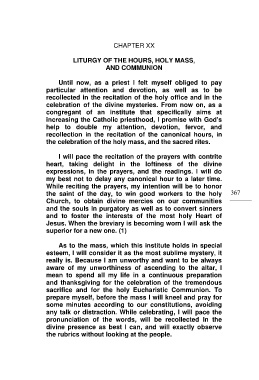 CHAPTER XX
LITURGY OF THE HOURS, HOLY MASS,
AND COMMUNION
Until now, as a priest I felt myself obliged to pay
particular attention and devotion, as well as to be
recollected in the recitation of the holy office and in the
celebration of the divine mysteries. From now on, as a
congregant of an institute that specifically aims at
increasing the Catholic priesthood, I promise with God's
help to double my attention, devotion, fervor, and
recollection in the recitation of the canonical hours, in
the celebration of the holy mass, and the sacred rites.
I will pace the recitation of the prayers with contrite
heart, taking delight in the loftiness of the divine
expressions, in the prayers, and the readings. I will do
my best not to delay any canonical hour to a later time.
While reciting the prayers, my intention will be to honor
the saint of the day, to win good workers to the holy
Church, to obtain divine mercies on our communities
and the souls in purgatory as well as to convert sinners
and to foster the interests of the most holy Heart of
Jesus. When the breviary is becoming worn I will ask the
superior for a new one. (1)
367
As to the mass, which this institute holds in special
esteem, I will consider it as the most sublime mystery, it
really is. Because I am unworthy and want to be always
aware of my unworthiness of ascending to the altar, I
mean to spend all my life in a continuous preparation
and thanksgiving for the celebration of the tremendous
sacrifice and for the holy Eucharistic Communion. To
prepare myself, before the mass I will kneel and pray for
some minutes according to our constitutions, avoiding
any talk or distraction. While celebrating, I will pace the
pronunciation of the words, will be recollected in the
divine presence as best I can, and will exactly observe
the rubrics without looking at the people.